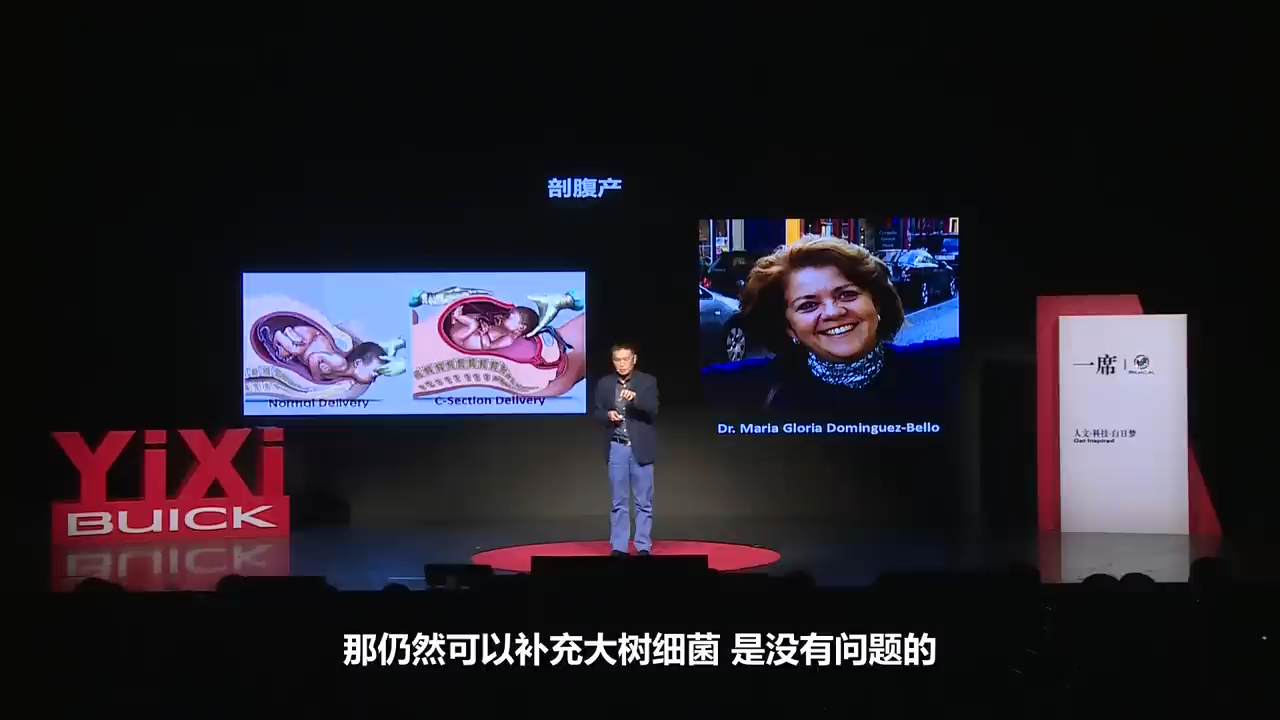 剖腹产
Normal Delivery
C-Section Delivery
Dr. Maria Gloria Dominguez-Bello
YiXi
BUICK
一席
人文·科技·白日梦
Get Inspired
那仍然可以补充大树细菌 是没有问题的